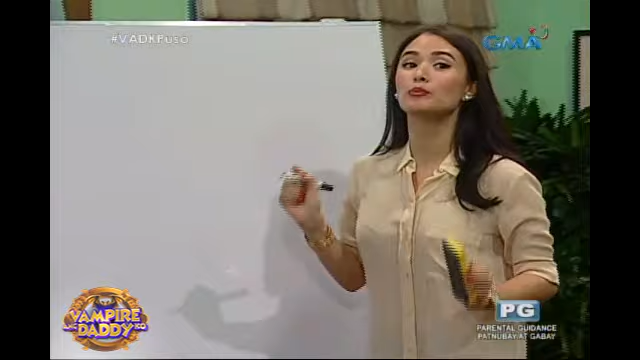 #VADKPuso
GMA
VAMPIRE
ANG DADDY KO
PG
PARENTAL GUIDANCE
PATNUBAY AT GABAY